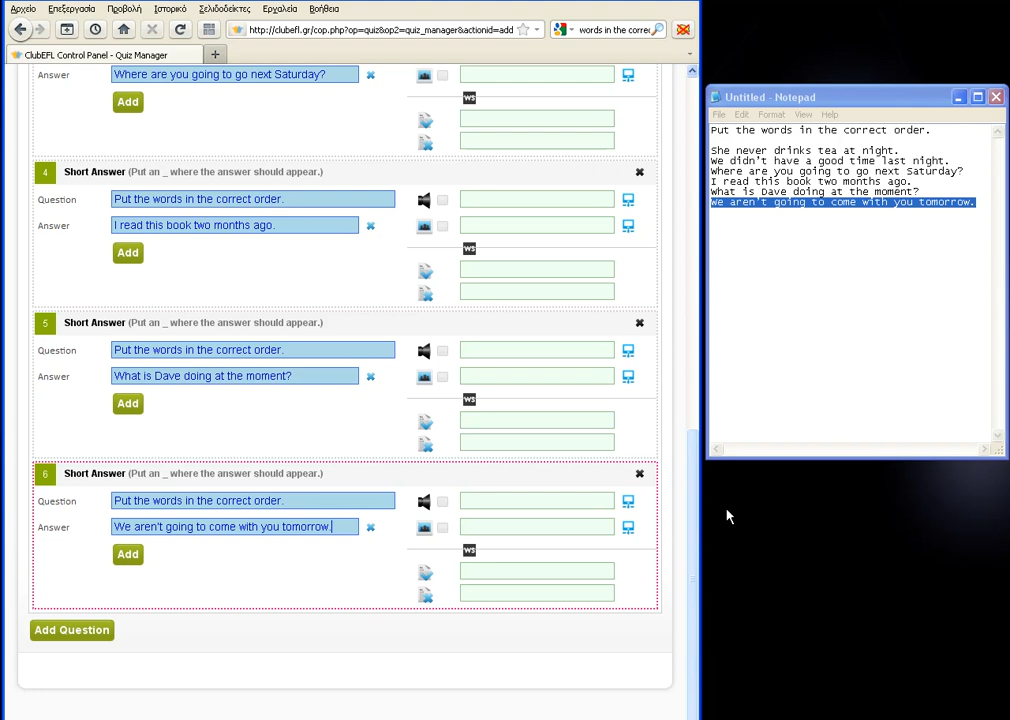 Αρχείο Επεξεργασία Προβολή Ιστορικό Σελιδοδείκτες Εργαλεία Βοήθεια
http://clubefl.gr/cop.php?op=quiz&op2=quiz_manager&actionid=add
words in the correc
ClubEFL Control Panel - Quiz Manager
Answer Where are you going to go next Saturday?
Add
ws
4 Short Answer (Put an _ where the answer should appear.)
Question Put the words in the correct order.
Answer I read this book two months ago.
ws
Add
5 Short Answer (Put an _ where the answer should appear.)
Question Put the words in the correct order.
Answer What is Dave doing at the moment?
ws
Add
6 Short Answer (Put an _ where the answer should appear.)
Question Put the words in the correct order.
Answer We aren't going to come with you tomorrow.
ws
Add
Add Question
Untitled - Notepad
File Edit Format View Help
Put the words in the correct order.
She never drinks tea at night.
We didn't have a good time last night.
Where are you going to go next Saturday?
I read this book two months ago.
What is Dave doing at the moment?
We aren't going to come with you tomorrow.